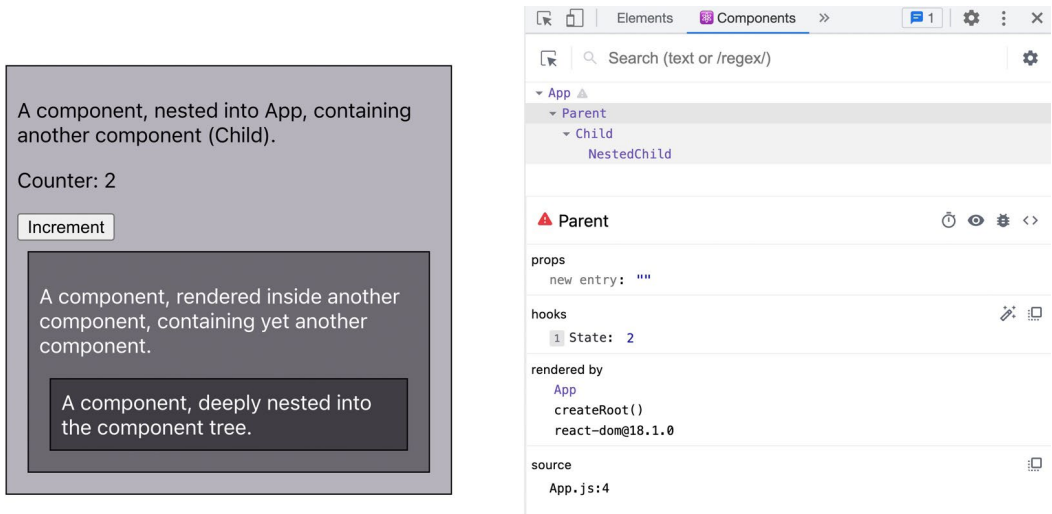 A component, nested into App, containing
another component (Child).
Counter: 2
Increment
A component, rendered inside another
component, containing yet another
component.
A component, deeply nested into
the component tree.
Elements Components » 1
Search (text or /regex/)
App
Parent
Child
NestedChild
Parent
props
new entry: ""
hooks
1 State: 2
rendered by
App
createRoot()
react-dom@18.1.0
source
App.js:4